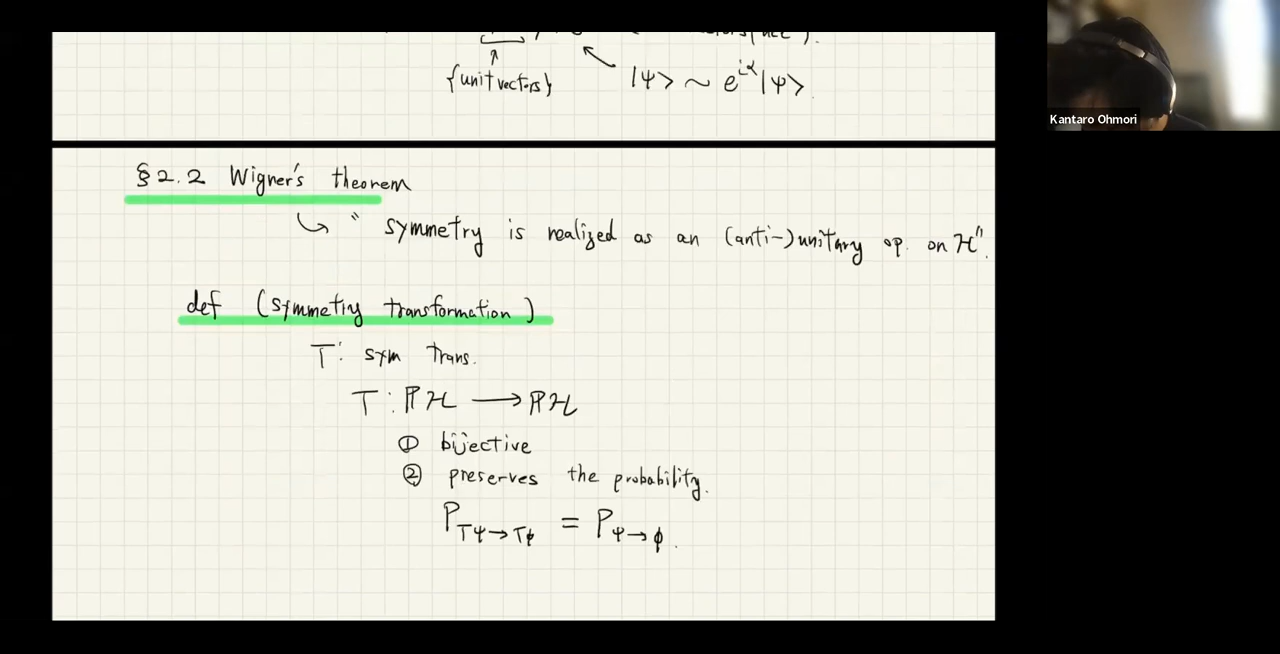 {unit vectors}
|ψ> ~ e^{iα}|ψ>.
Kantaro Ohmori
§2.2 Wigner's theorem
↳ " symmetry is realized as an (anti-)unitary op. on ℋ".
def (symmetry transformation)
T: sym trans.
T: ℙℋ ⟶ ℙℋ
① bijective
② preserves the probability.
P_{Tψ→Tϕ} = P_{ψ→ϕ}.